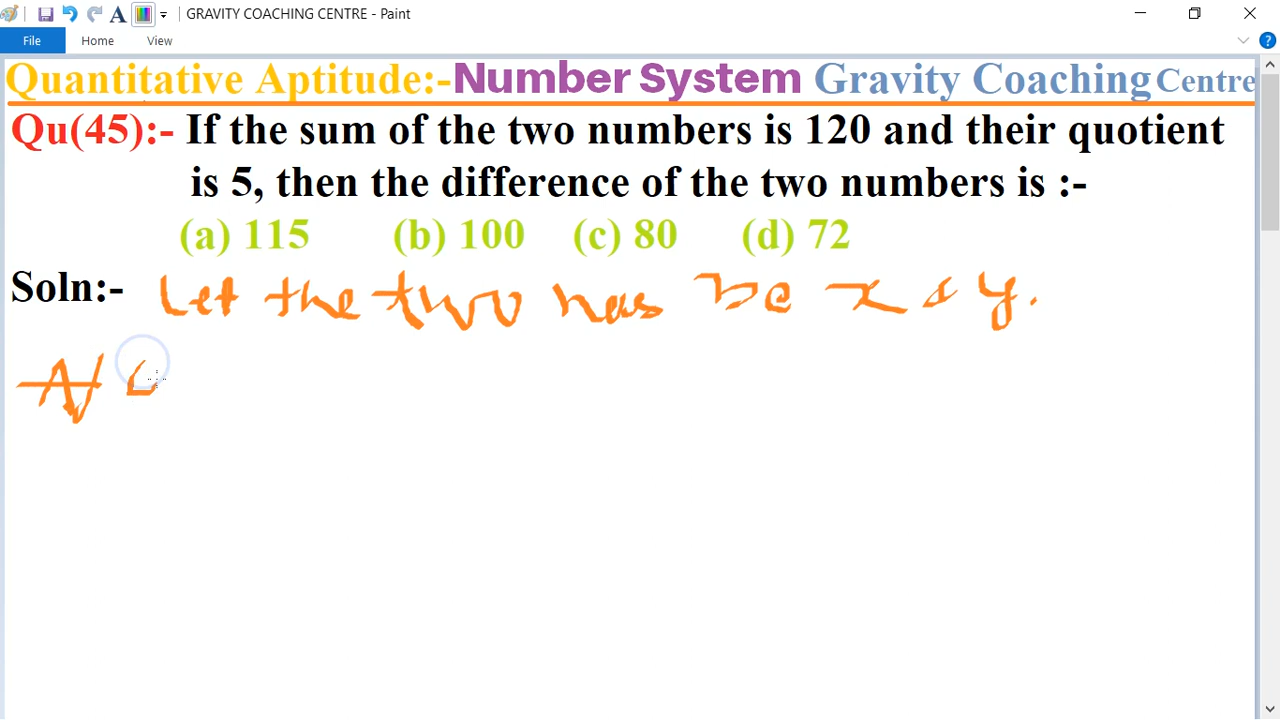 GRAVITY COACHING CENTRE - Paint
File Home View
Quantitative Aptitude:-Number System Gravity Coaching Centre
Qu(45):- If the sum of the two numbers is 120 and their quotient
is 5, then the difference of the two numbers is :-
(a) 115 (b) 100 (c) 80 (d) 72
Soln:- Let the two nos be x & y.